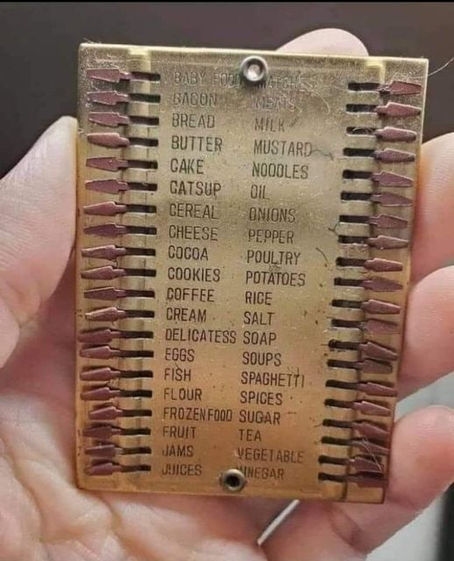 BABY FOOD
BACON
BREAD
BUTTER
CAKE
CATSUP
CEREAL
CHEESE
COCOA
COOKIES
COFFEE
CREAM
DELICATESS
EGGS
FISH
FLOUR
FROZEN FOOD
FRUIT
JAMS
JUICES
MATCHES
MEATS
MILK
MUSTARD
NOODLES
OIL
ONIONS
PEPPER
POULTRY
POTATOES
RICE
SALT
SOAP
SOUPS
SPAGHETTI
SPICES
SUGAR
TEA
VEGETABLE
VINEGAR